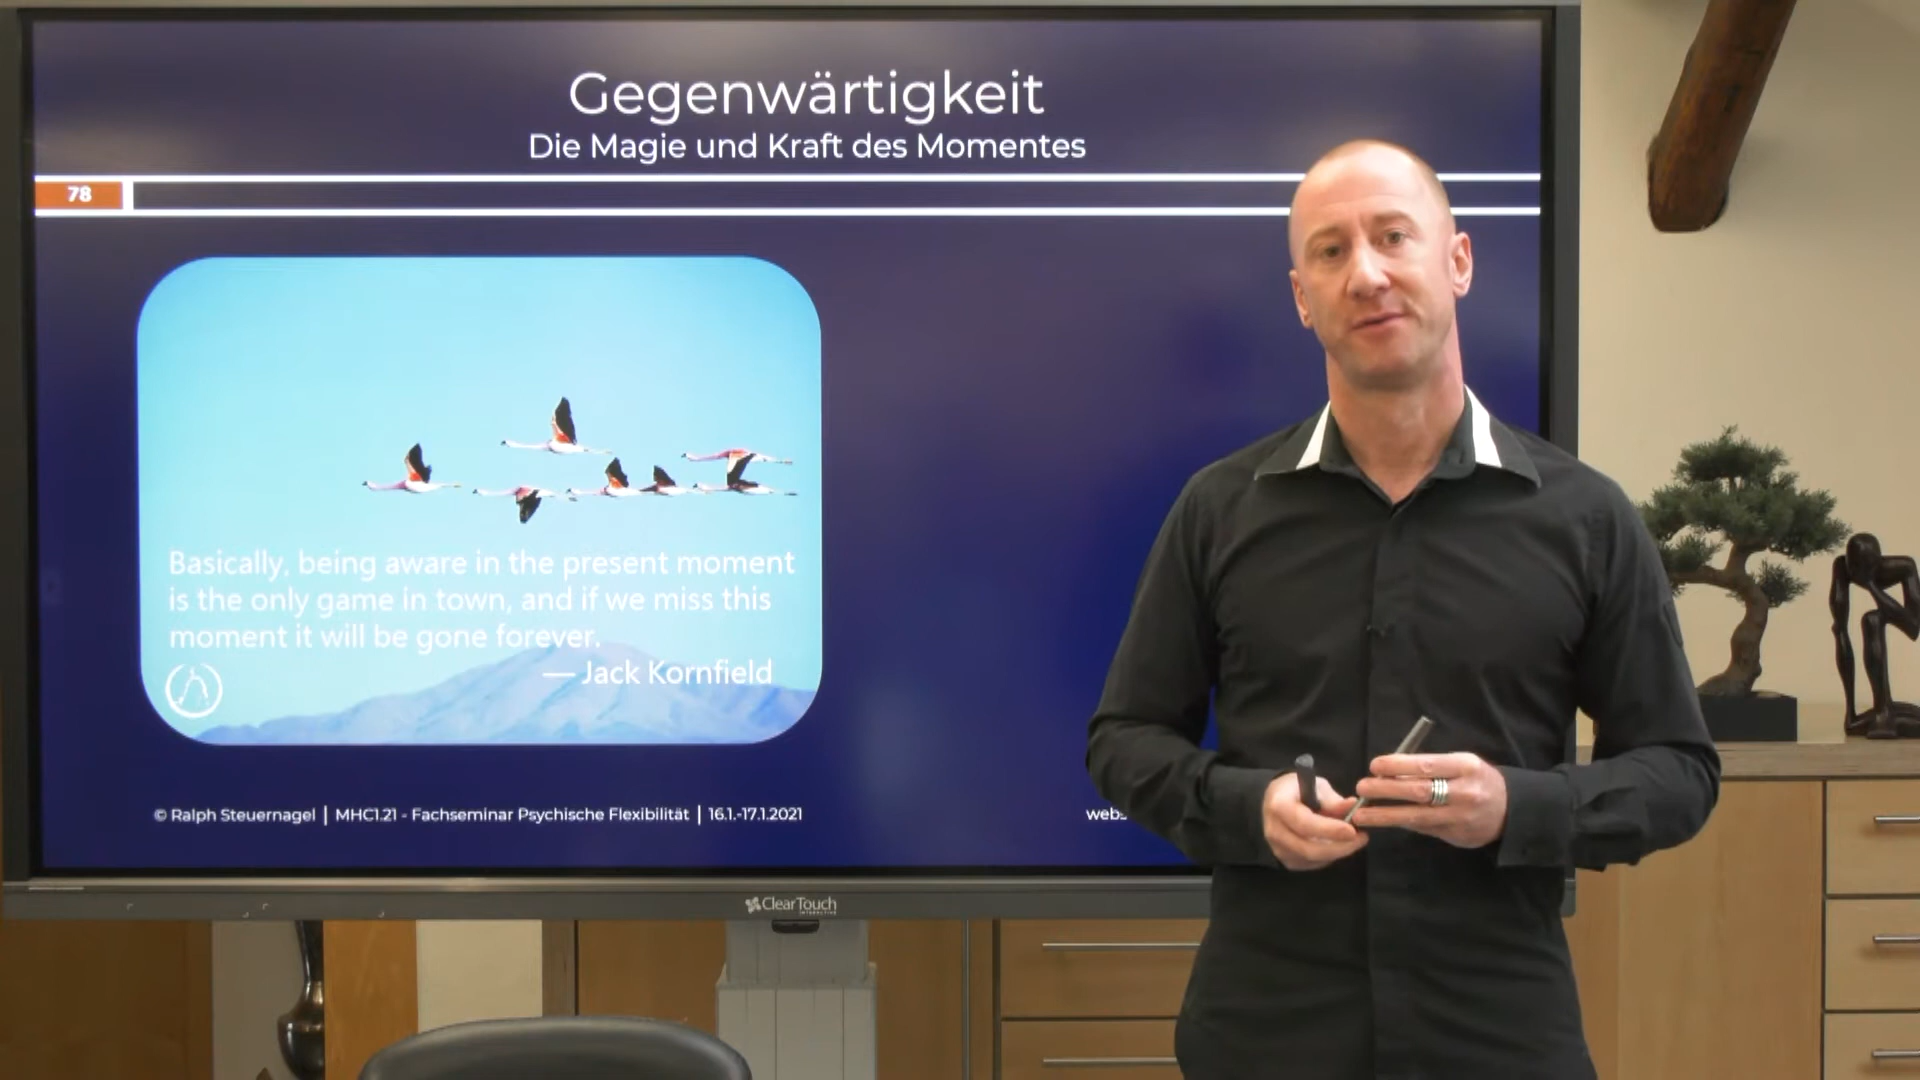 Gegenwärtigkeit
Die Magie und Kraft des Momentes
78
Basically, being aware in the present moment
is the only game in town, and if we miss this
moment it will be gone forever.
— Jack Kornfield
© Ralph Steuernagel | MHC1.21 - Fachseminar Psychische Flexibilität | 16.1.-17.1.2021
ClearTouch
INTERACTIVE